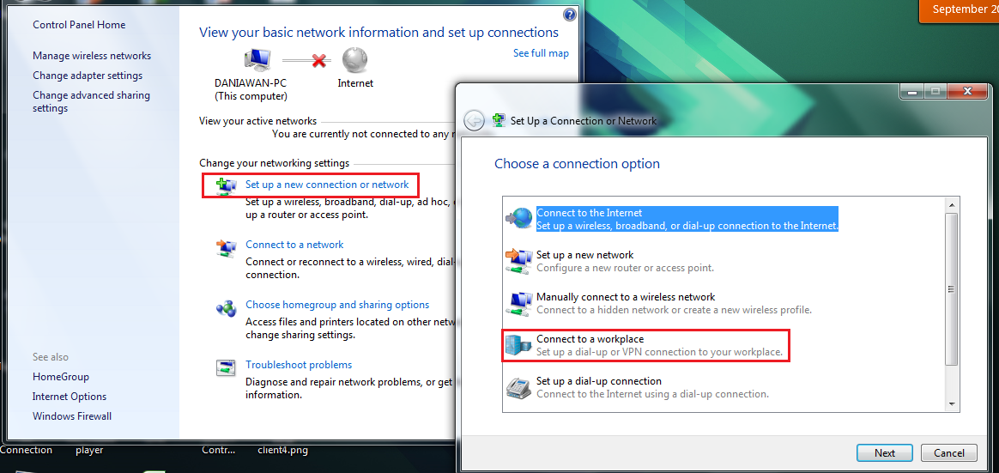 September 20
Control Panel Home
Manage wireless networks
Change adapter settings
Change advanced sharing
settings
See also
HomeGroup
Internet Options
Windows Firewall
View your basic network information and set up connections
See full map
DANIAWAN-PC
(This computer)
Internet
View your active networks
You are currently not connected to any
Change your networking settings
Set up a new connection or network
Set up a wireless, broadband, dial-up, ad hoc,
up a router or access point.
Connect to a network
Connect or reconnect to a wireless, wired, dial-
connection.
Choose homegroup and sharing options
Access files and printers located on other netw
change sharing settings.
Troubleshoot problems
Diagnose and repair network problems, or get
information.
Set Up a Connection or Network
Choose a connection option
Connect to the Internet
Set up a wireless, broadband, or dial-up connection to the Internet.
Set up a new network
Configure a new router or access point.
Manually connect to a wireless network
Connect to a hidden network or create a new wireless profile.
Connect to a workplace
Set up a dial-up or VPN connection to your workplace.
Set up a dial-up connection
Connect to the Internet using a dial-up connection.
Next
Cancel
Connection
player
Contr...
client4.png